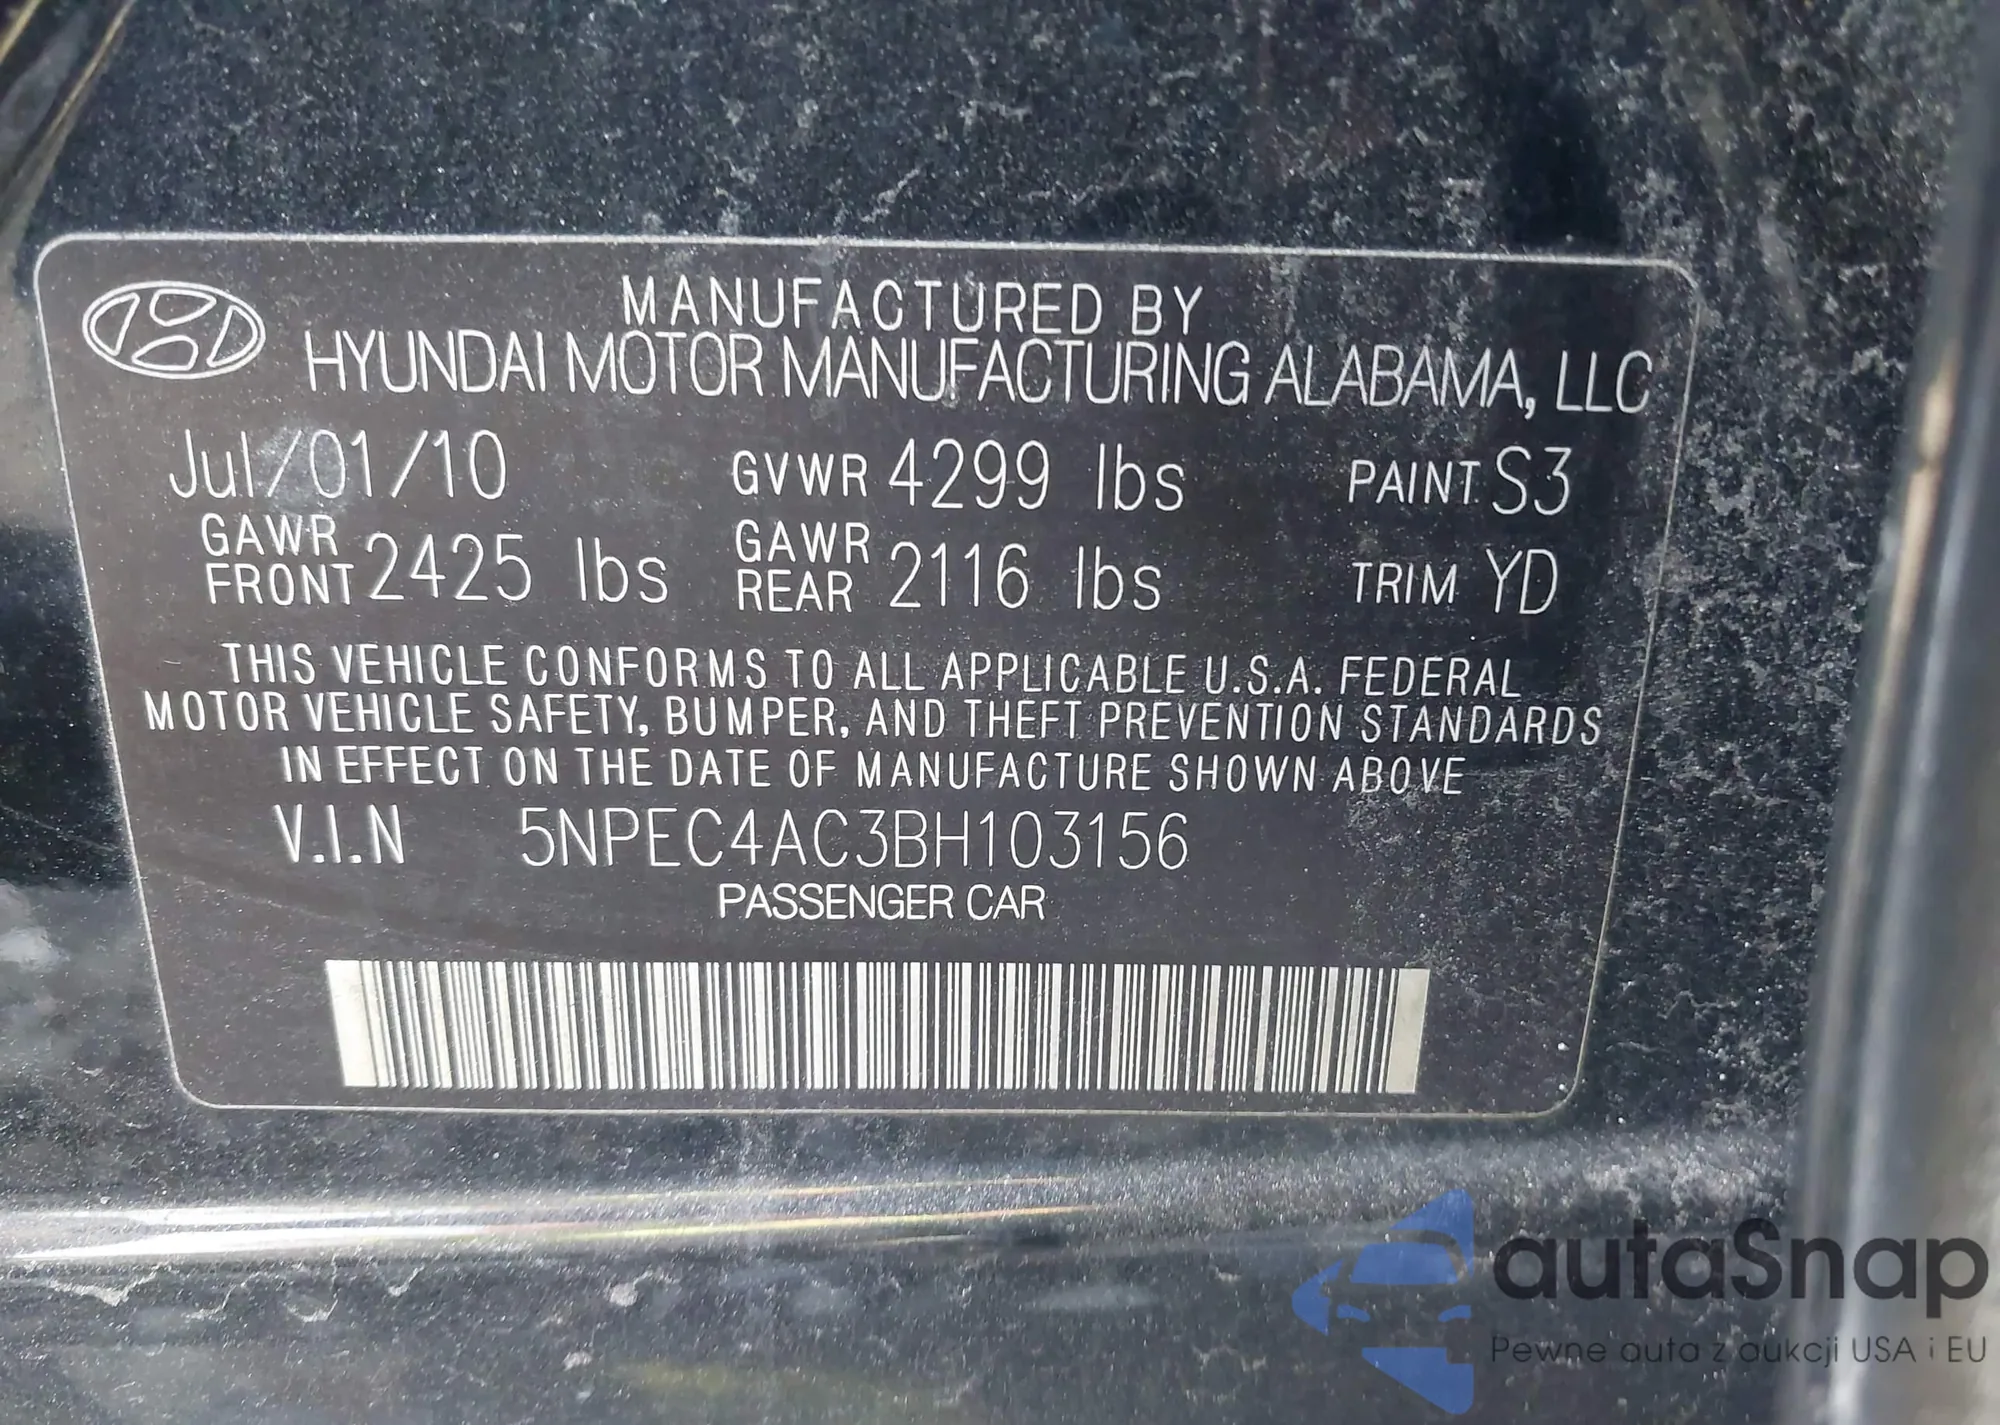 MANUFACTURED BY
HYUNDAI MOTOR MANUFACTURING ALABAMA, LLC
Jul/01/10 GVWR 4299 lbs PAINT S3
GAWR FRONT 2425 lbs GAWR REAR 2116 lbs TRIM YD
THIS VEHICLE CONFORMS TO ALL APPLICABLE U.S.A. FEDERAL
MOTOR VEHICLE SAFETY, BUMPER, AND THEFT PREVENTION STANDARDS
IN EFFECT ON THE DATE OF MANUFACTURE SHOWN ABOVE
V.I.N 5NPEC4AC3BH103156
PASSENGER CAR
autaSnap
Pewne auta z aukcji USA i EU